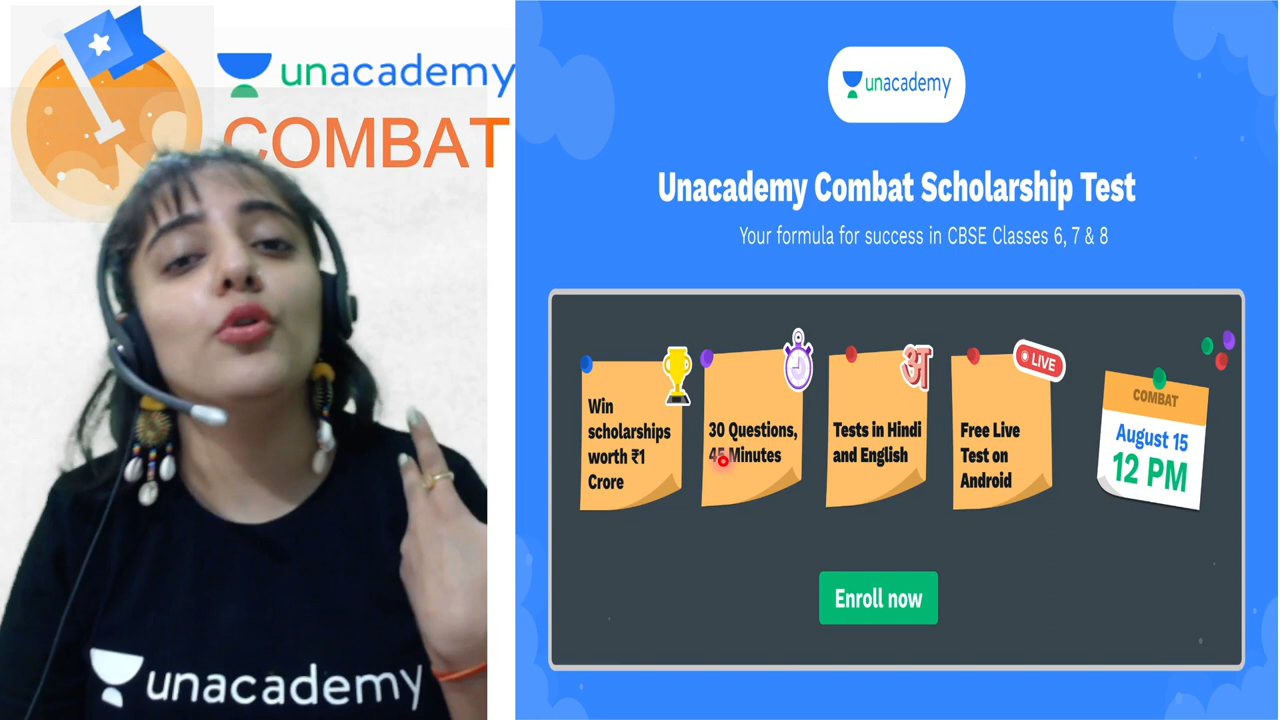 unacademy
COMBAT
unacademy
unacademy
Unacademy Combat Scholarship Test
Your formula for success in CBSE Classes 6, 7 & 8
Win
scholarships
worth ₹1
Crore
30 Questions,
45 Minutes
अ
Tests in Hindi
and English
LIVE
Free Live
Test on
Android
COMBAT
August 15
12 PM
Enroll now